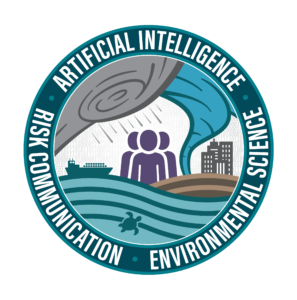 ARTIFICIAL INTELLIGENCE
ENVIRONMENTAL SCIENCE
RISK COMMUNICATION